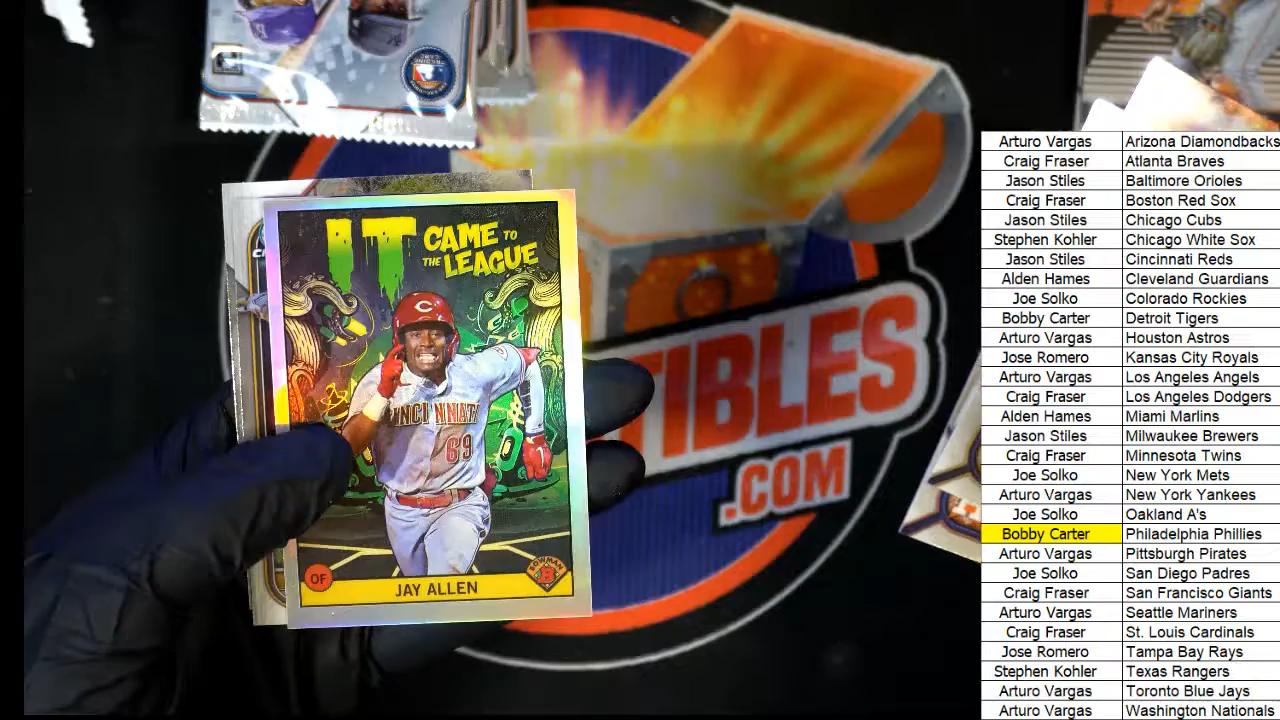 IT CAME TO
THE LEAGUE
CINCINNATI
69
OF
JAY ALLEN
BOWMAN
B
TIBLES
.COM
Arturo Vargas Arizona Diamondbacks
Craig Fraser Atlanta Braves
Jason Stiles Baltimore Orioles
Craig Fraser Boston Red Sox
Jason Stiles Chicago Cubs
Stephen Kohler Chicago White Sox
Jason Stiles Cincinnati Reds
Alden Hames Cleveland Guardians
Joe Solko Colorado Rockies
Bobby Carter Detroit Tigers
Arturo Vargas Houston Astros
Jose Romero Kansas City Royals
Arturo Vargas Los Angeles Angels
Craig Fraser Los Angeles Dodgers
Alden Hames Miami Marlins
Jason Stiles Milwaukee Brewers
Craig Fraser Minnesota Twins
Joe Solko New York Mets
Arturo Vargas New York Yankees
Joe Solko Oakland A's
Bobby Carter Philadelphia Phillies
Arturo Vargas Pittsburgh Pirates
Joe Solko San Diego Padres
Craig Fraser San Francisco Giants
Arturo Vargas Seattle Mariners
Craig Fraser St. Louis Cardinals
Jose Romero Tampa Bay Rays
Stephen Kohler Texas Rangers
Arturo Vargas Toronto Blue Jays
Arturo Vargas Washington Nationals